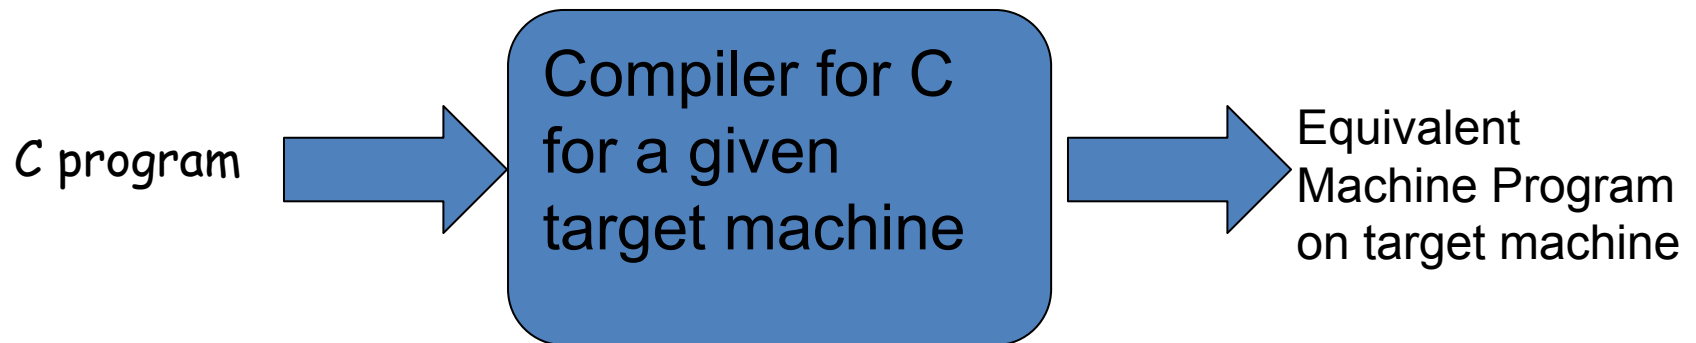 C program
Compiler for C
for a given
target machine
Equivalent
Machine Program
on target machine